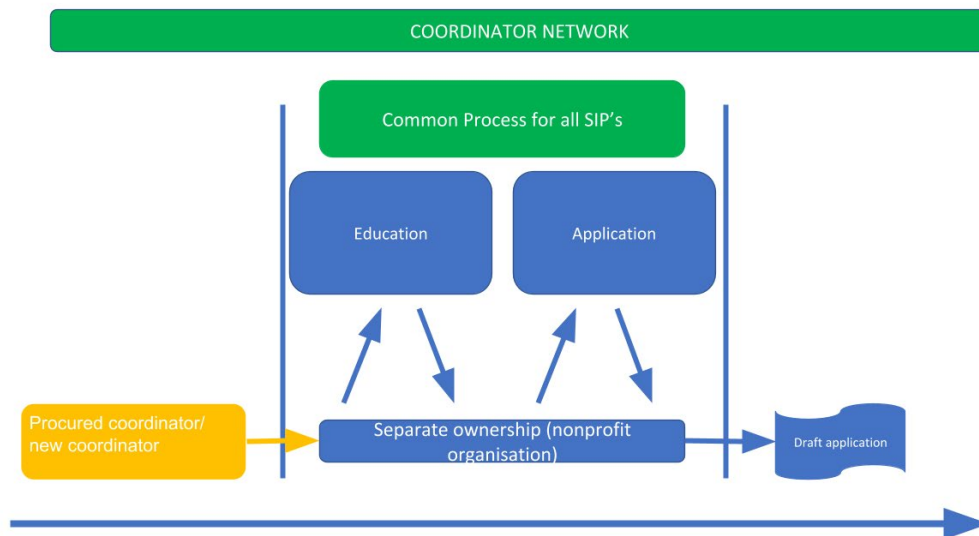 COORDINATOR NETWORK
Common Process for all SIP's
Education
Application
Procured coordinator/
new coordinator
Separate ownership (nonprofit
organisation)
Draft application